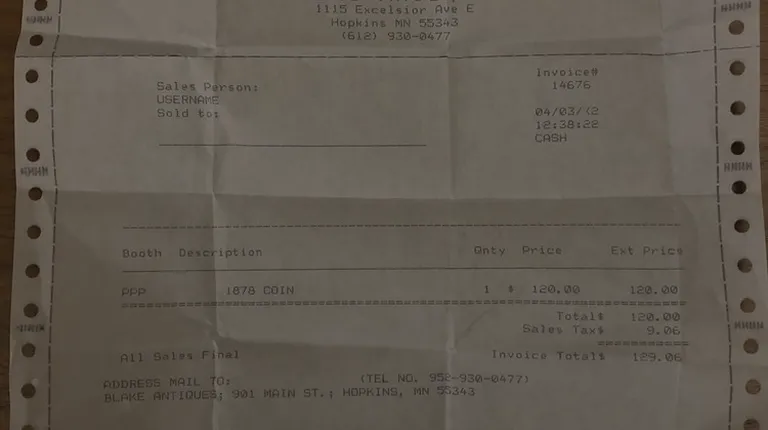 1115 Excelsior Ave E
Hopkins MN 55343
(612) 930-0477
Invoice#
14676
Sales Person:
USERNAME
Sold to:
04/03/
12:38:22
CASH
Booth Description Qnty Price Ext Price
PPP 1878 COIN 1 $ 120.00 120.00
Total$ 120.00
Sales Tax$ 9.06
All Sales Final Invoice Total$ 129.06
ADDRESS MAIL TO: (TEL NO. 952-930-0477)
BLAKE ANTIQUES; 901 MAIN ST.; HOPKINS, MN 55343